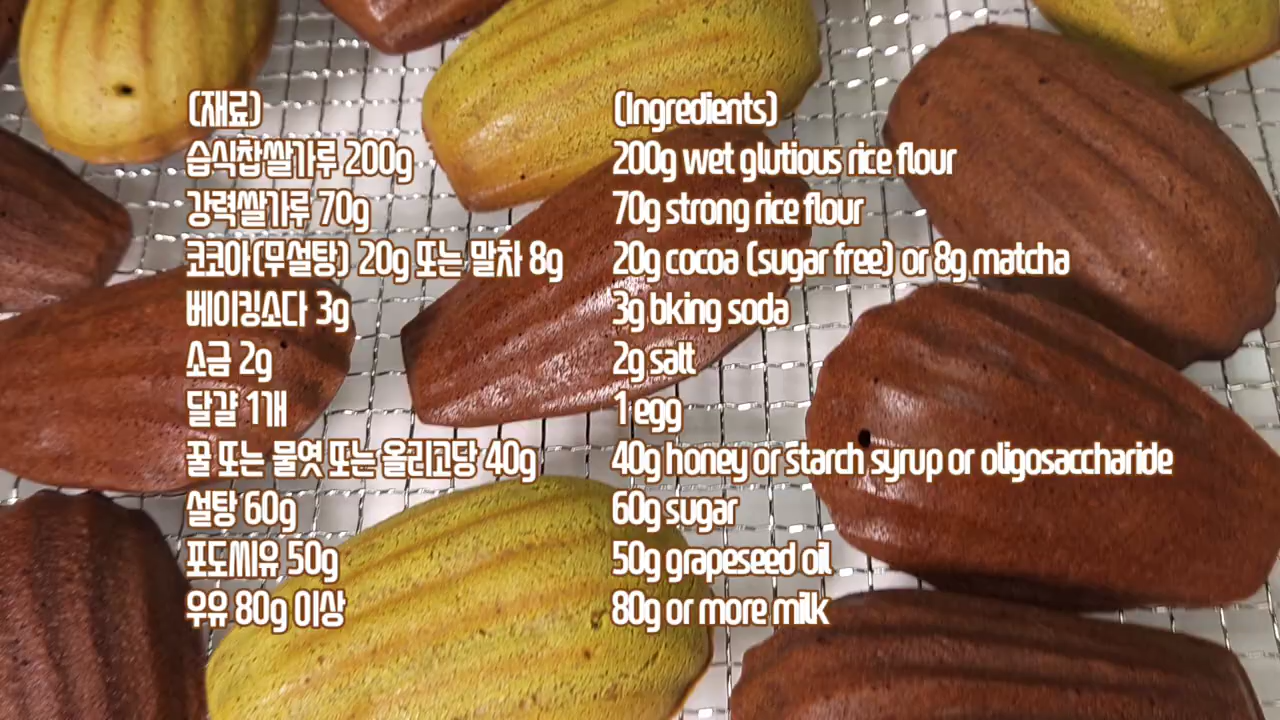 (재료)
습식찹쌀가루 200g
강력쌀가루 70g
코코아(무설탕) 20g 또는 말차 8g
베이킹소다 3g
소금 2g
달걀 1개
꿀 또는 물엿 또는 올리고당 40g
설탕 60g
포도씨유 50g
우유 80g 이상
(Ingredients)
200g wet glutious rice flour
70g strong rice flour
20g cocoa (sugar free) or 8g matcha
3g bking soda
2g salt
1 egg
40g honey or starch syrup or oligosaccharide
60g sugar
50g grapeseed oil
80g or more milk